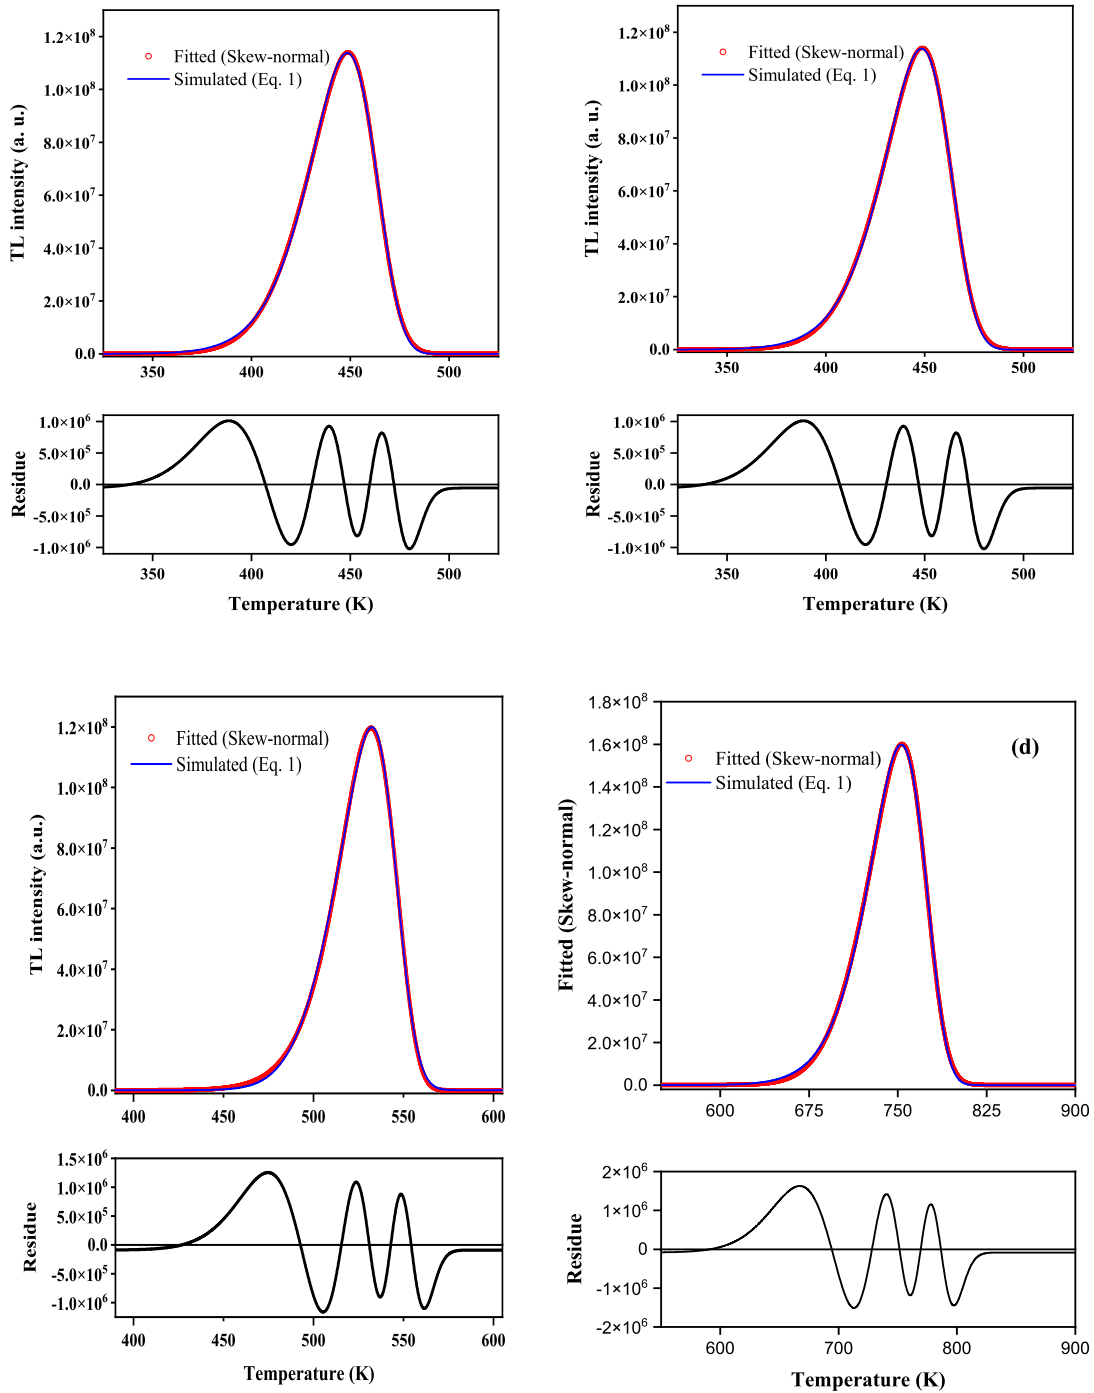 TL intensity (a. u.)
1.2×10⁸
1.0×10⁸
8.0×10⁷
6.0×10⁷
4.0×10⁷
2.0×10⁷
0.0
Fitted (Skew-normal)
Simulated (Eq. 1)
350 400 450 500
Residue
1.0×10⁶
5.0×10⁵
0.0
-5.0×10⁵
-1.0×10⁶
350 400 450 500
Temperature (K)
TL intensity (a. u.)
1.2×10⁸
1.0×10⁸
8.0×10⁷
6.0×10⁷
4.0×10⁷
2.0×10⁷
0.0
Fitted (Skew-normal)
Simulated (Eq. 1)
350 400 450 500
Residue
1.0×10⁶
5.0×10⁵
0.0
-5.0×10⁵
-1.0×10⁶
350 400 450 500
Temperature (K)
TL intensity (a.u.)
1.2×10⁸
1.0×10⁸
8.0×10⁷
6.0×10⁷
4.0×10⁷
2.0×10⁷
0.0
Fitted (Skew-normal)
Simulated (Eq. 1)
400 450 500 550 600
Residue
1.5×10⁶
1.0×10⁶
5.0×10⁵
0.0
-5.0×10⁵
-1.0×10⁶
400 450 500 550 600
Temperature (K)
Fitted (Skew-normal)
1.8×10⁸
1.6×10⁸
1.4×10⁸
1.2×10⁸
1.0×10⁸
8.0×10⁷
6.0×10⁷
4.0×10⁷
2.0×10⁷
0.0
(d)
Fitted (Skew-normal)
Simulated (Eq. 1)
600 675 750 825 900
Residue
2×10⁶
1×10⁶
0
-1×10⁶
-2×10⁶
600 700 800 900
Temperature (K)